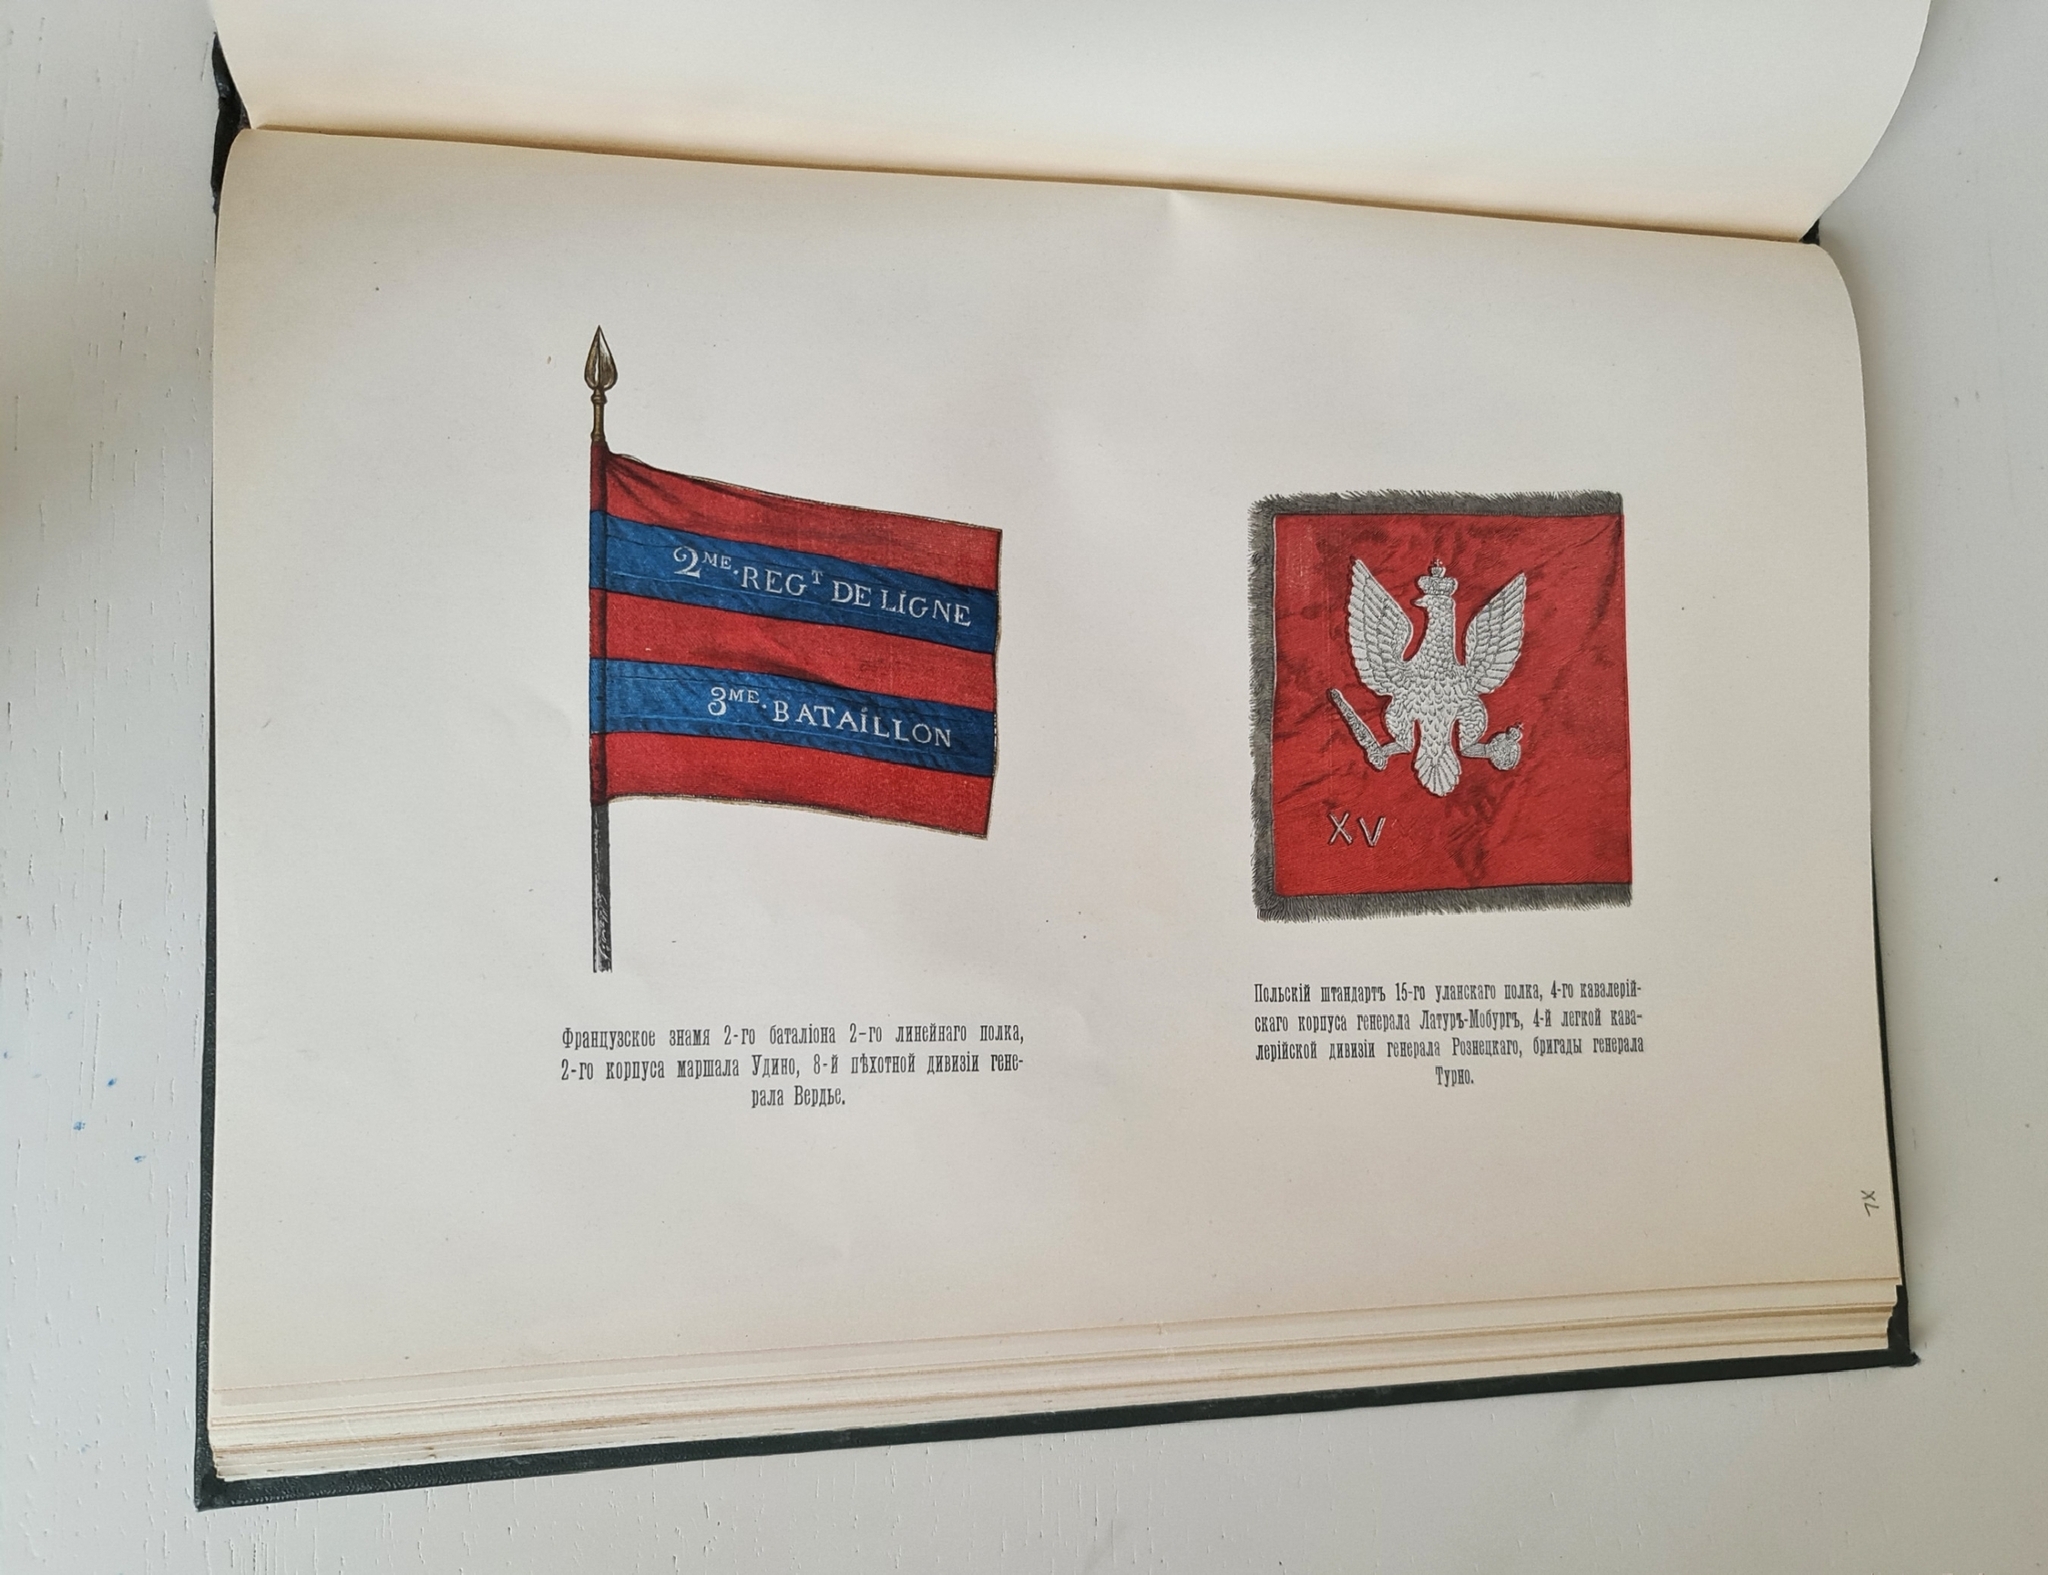 2ME. REGT DE LIGNE
3ME. BATAILLON
XV
Французское знамя 2-го баталіона 2-го линейнаго полка,
2-го корпуса маршала Удино, 8-й пѣхотной дивизіи гене-
рала Вердье.
Польскій штандартъ 15-го уланскаго полка, 4-го кавалерій-
скаго корпуса генерала Латуръ-Мобургъ, 4-й легкой кава-
лерійской дивизіи генерала Рознецкаго, бригады генерала
Турно.